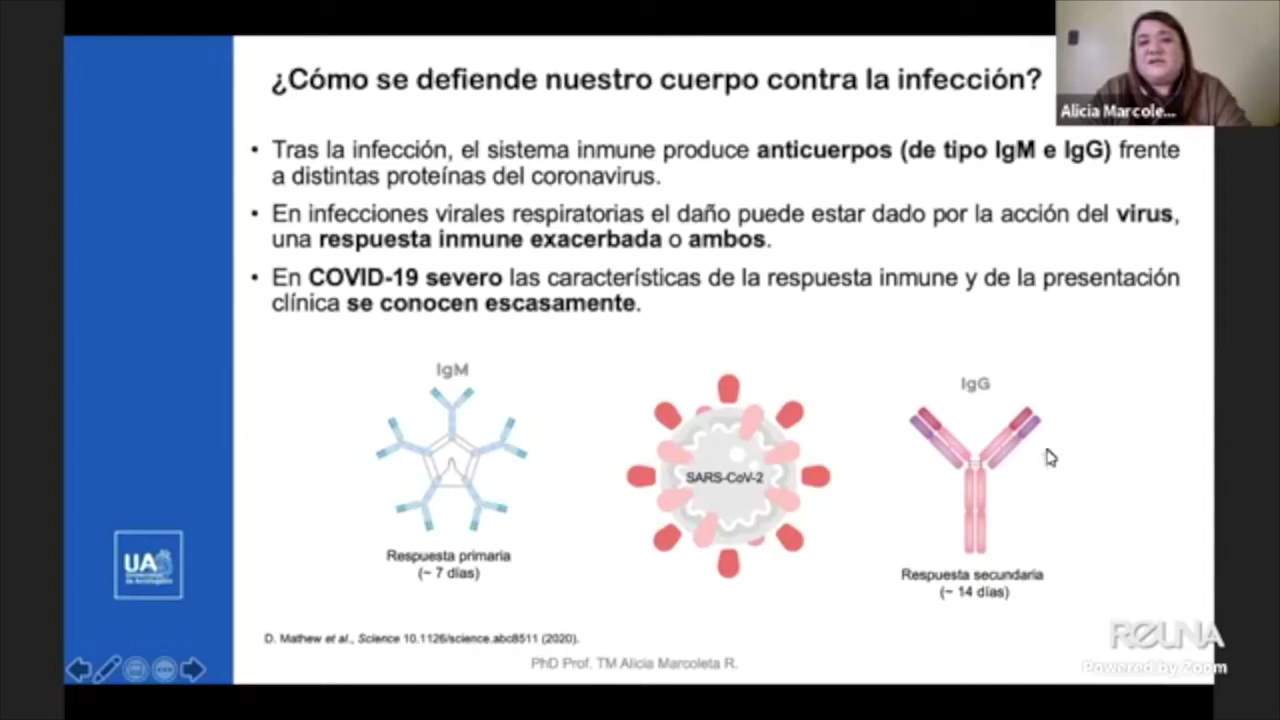 ¿Cómo se defiende nuestro cuerpo contra la infección?
Alicia Marcole...
• Tras la infección, el sistema inmune produce anticuerpos (de tipo IgM e IgG) frente
a distintas proteínas del coronavirus.
• En infecciones virales respiratorias el daño puede estar dado por la acción del virus,
una respuesta inmune exacerbada o ambos.
• En COVID-19 severo las características de la respuesta inmune y de la presentación
clínica se conocen escasamente.
IgM
IgG
SARS-CoV-2
Respuesta primaria
(~ 7 días)
Respuesta secundaria
(~ 14 días)
UA
D. Mathew et al., Science 10.1126/science.abc8511 (2020).
PhD Prof. TM Alicia Marcoleta R.
REUNA
Powered by Zoom